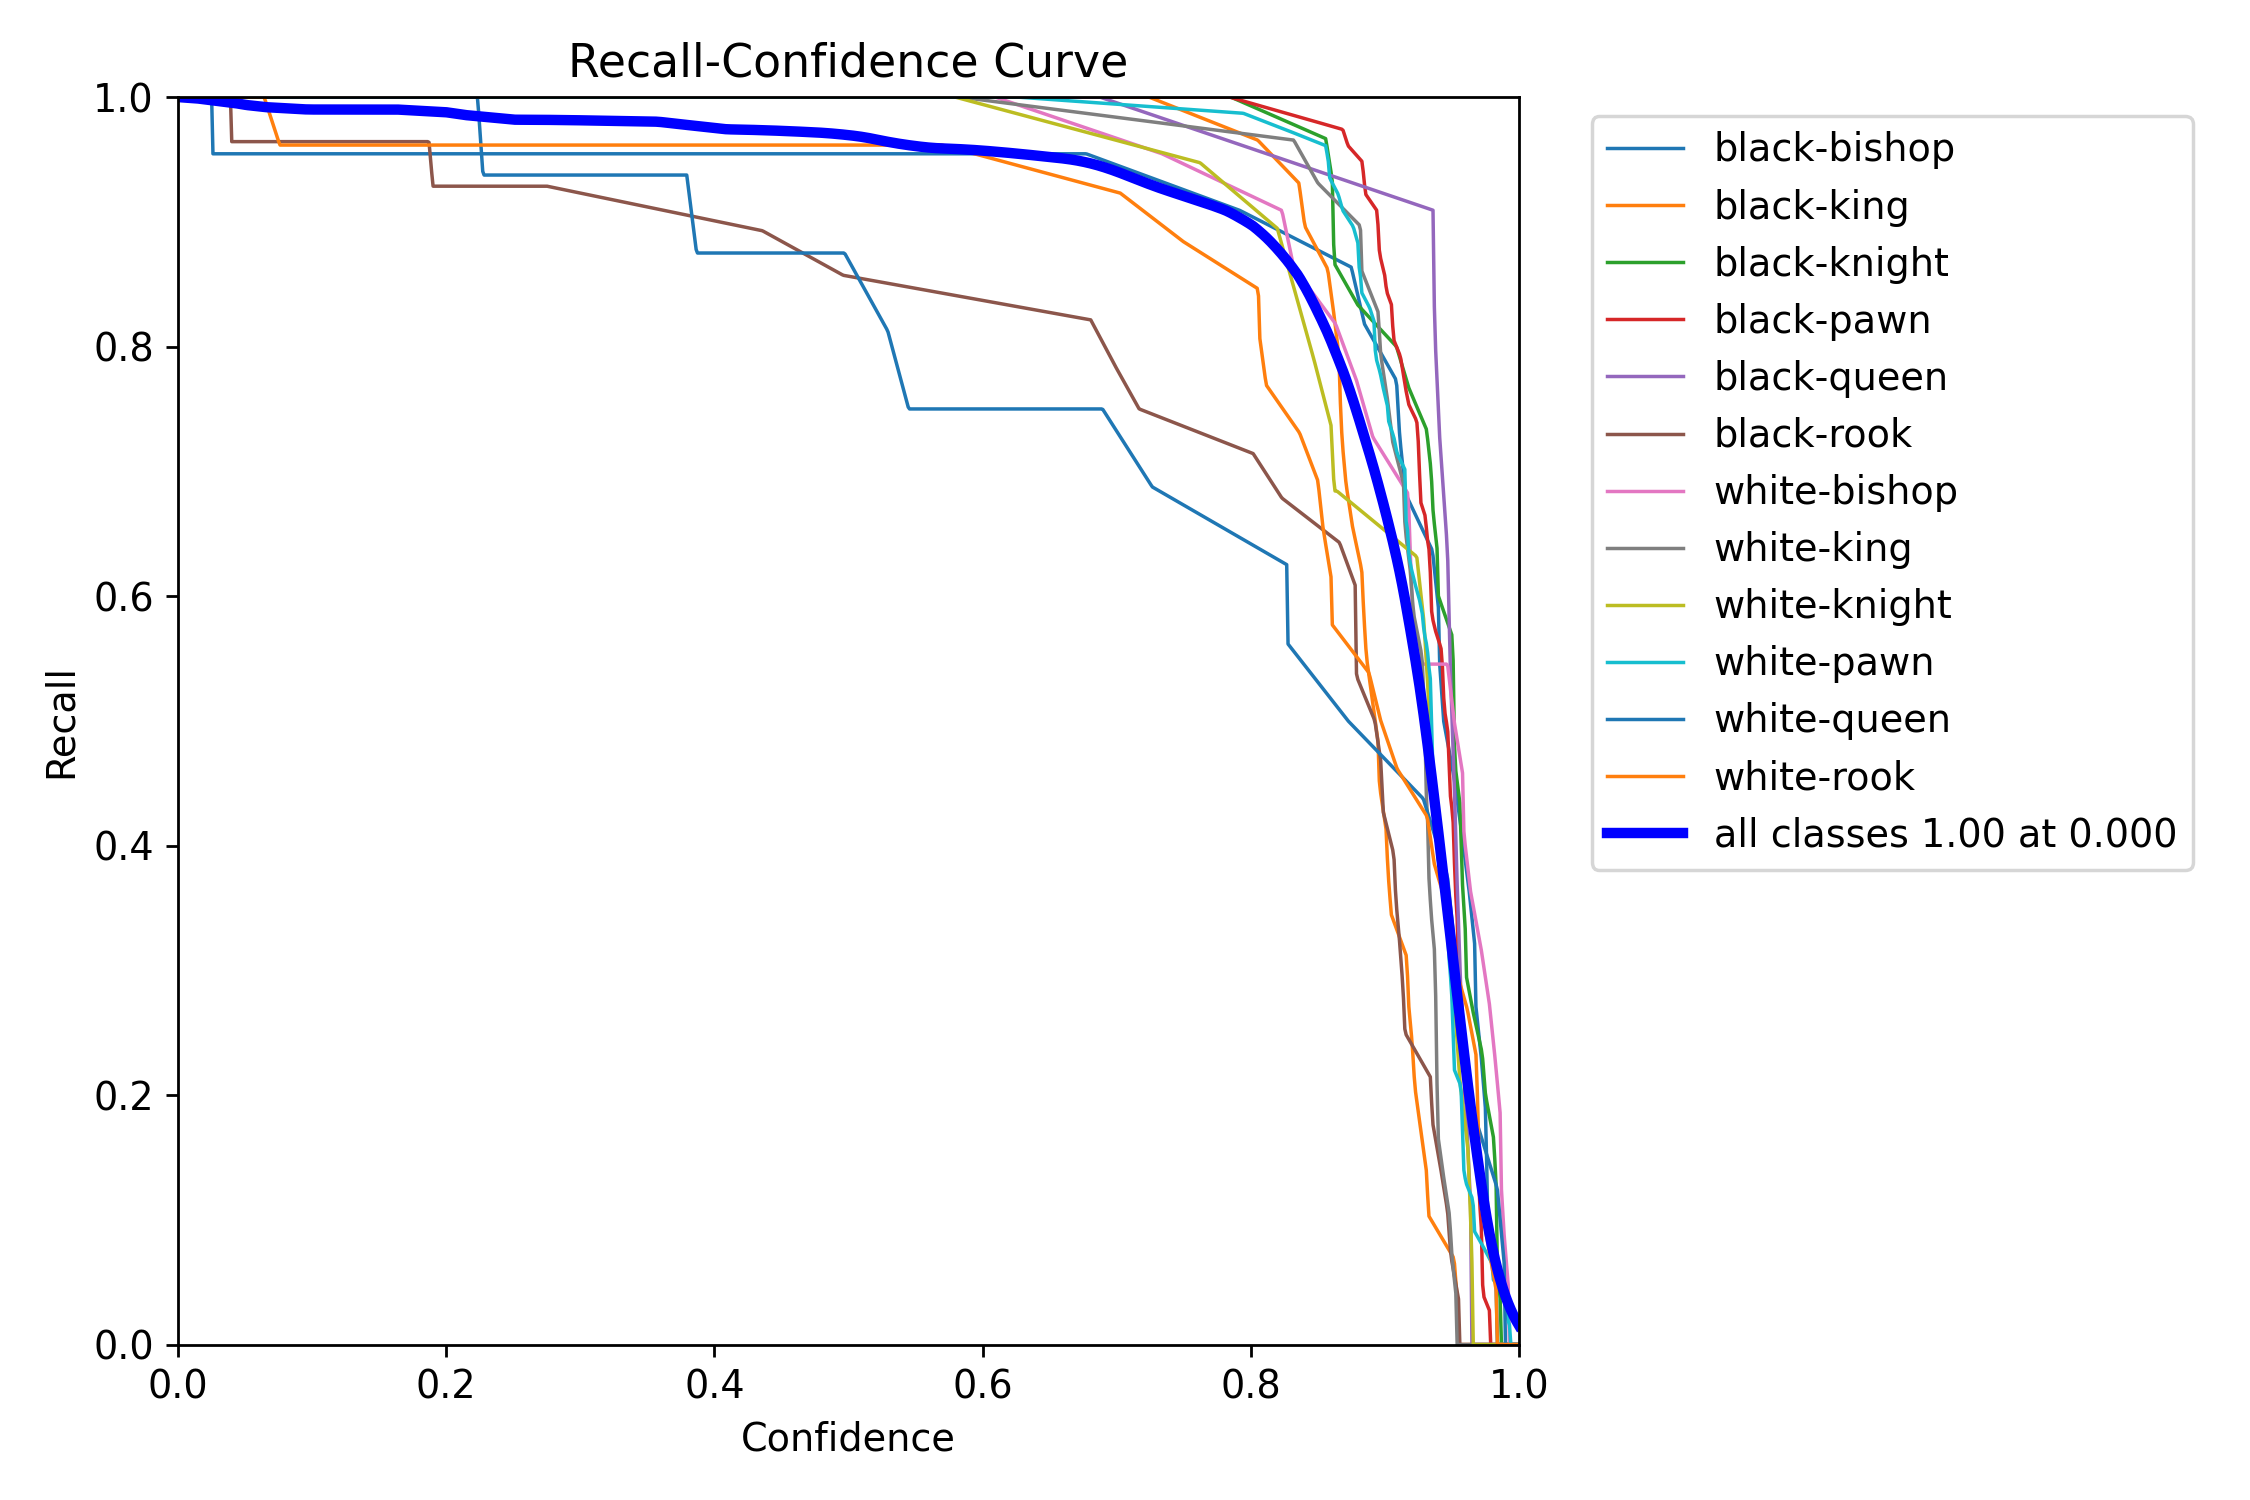 Recall-Confidence Curve
1.0
0.8
0.6
0.4
0.2
0.0
Recall
0.0 0.2 0.4 0.6 0.8 1.0
Confidence
black-bishop
black-king
black-knight
black-pawn
black-queen
black-rook
white-bishop
white-king
white-knight
white-pawn
white-queen
white-rook
all classes 1.00 at 0.000